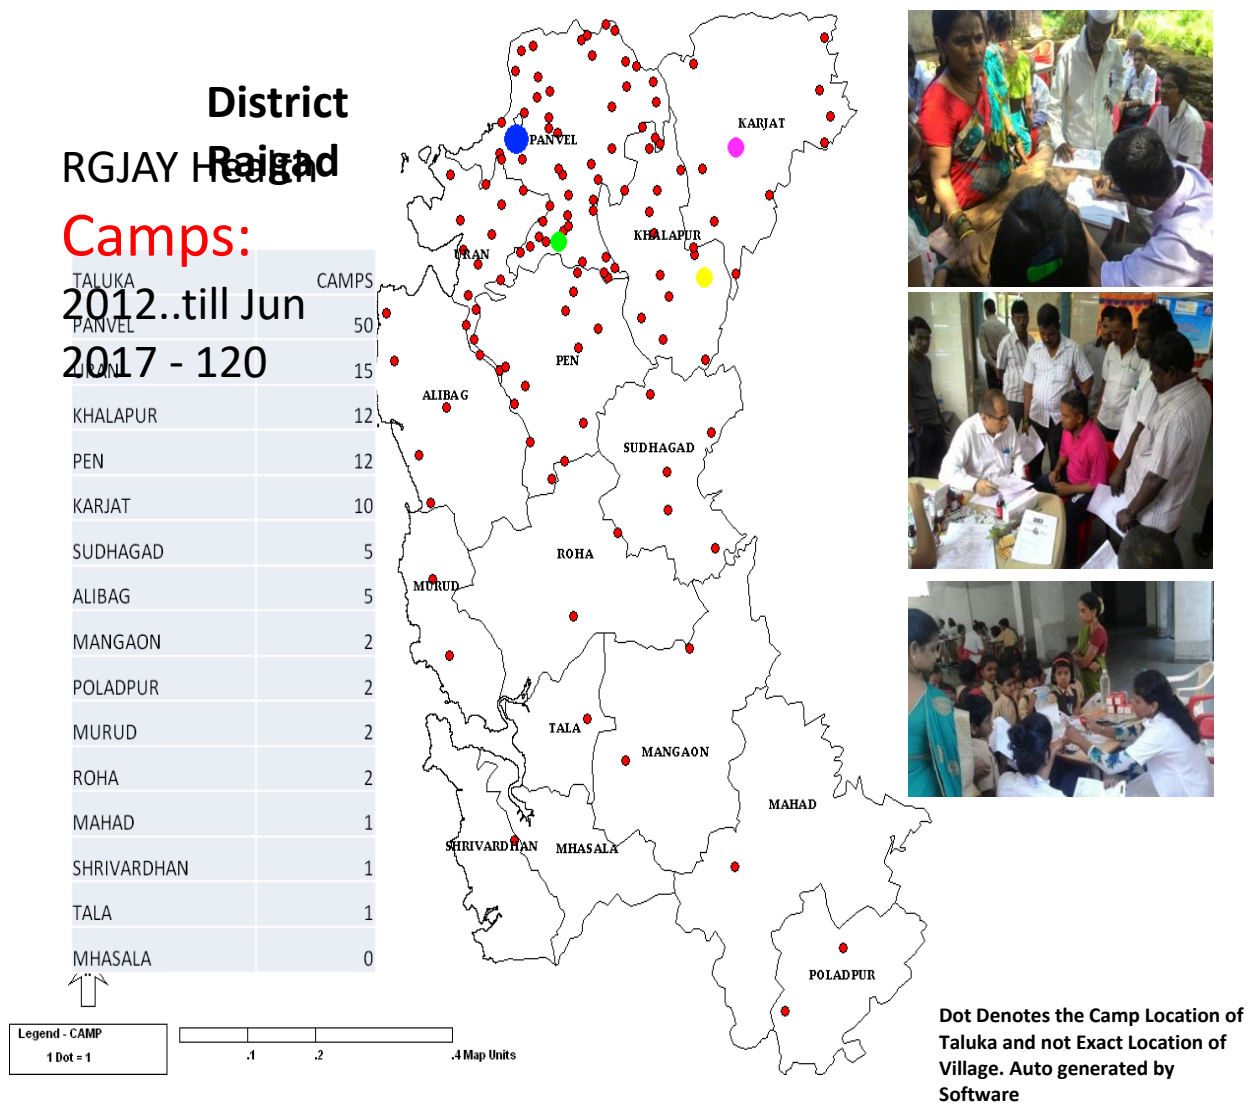 District
Raigad
RGJAY Health
Camps:
2012..till Jun
2017 - 120
TALUKA CAMPS
PANVEL 50
URAN 15
KHALAPUR 12
PEN 12
KARJAT 10
SUDHAGAD 5
ALIBAG 5
MANGAON 2
POLADPUR 2
MURUD 2
ROHA 2
MAHAD 1
SHRIVARDHAN 1
TALA 1
MHASALA 0
Legend - CAMP
1 Dot = 1
.1 .2 .4 Map Units
PANVEL
KARJAT
KHALAPUR
URAN
PEN
ALIBAG
SUDHAGAD
ROHA
MURUD
TALA
MANGAON
MAHAD
SHRIVARDHAN
MHASALA
POLADPUR
Dot Denotes the Camp Location of
Taluka and not Exact Location of
Village. Auto generated by
Software